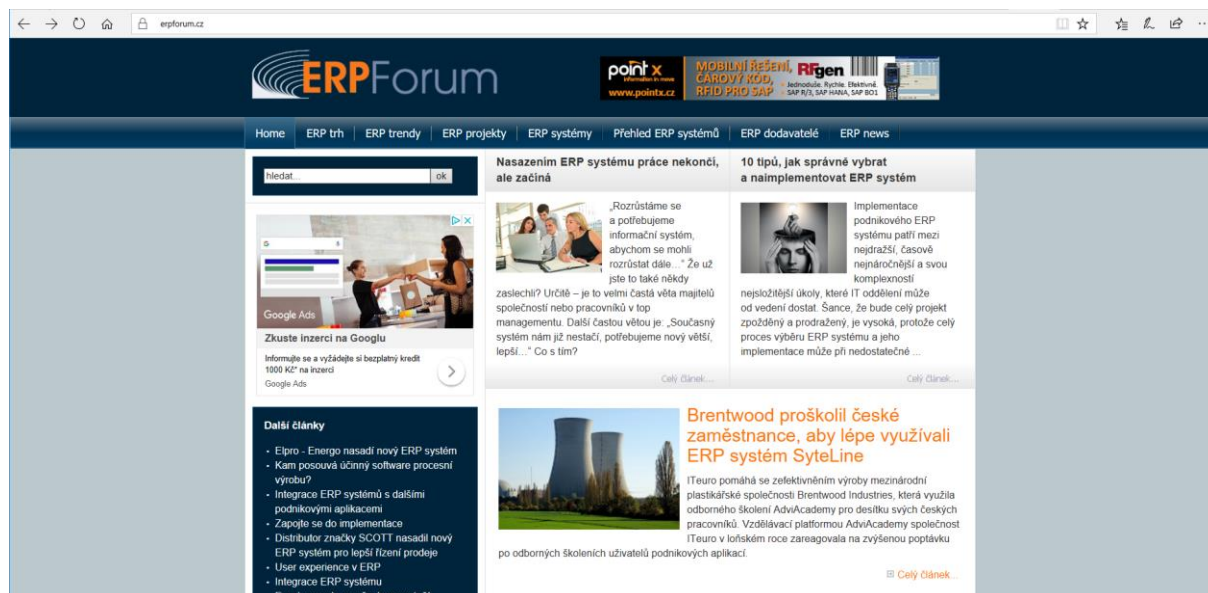 erpforum.cz
ERPForum
point x
information in move
www.pointx.cz
MOBILNÍ ŘEŠENÍ,
ČÁROVÝ KÓD,
RFID PRO SAP
RFgen
Jednoduše. Rychle. Efektivně.
SAP R/3, SAP HANA, SAP BO1
Home ERP trh ERP trendy ERP projekty ERP systémy Přehled ERP systémů ERP dodavatelé ERP news
hledat...
ok
Google Ads
Zkuste inzerci na Googlu
Informujte se a vyžádejte si bezplatný kredit
1000 Kč* na inzerci
Google Ads
Další články
Elpro - Energo nasadí nový ERP systém
Kam posouvá účinný software procesní
výrobu?
Integrace ERP systémů s dalšími
podnikovými aplikacemi
Zapojte se do implementace
Distributor značky SCOTT nasadil nový
ERP systém pro lepší řízení prodeje
User experience v ERP
Integrace ERP systému
Nasazením ERP systému práce nekončí,
ale začíná
„Rozrůstáme se
a potřebujeme
informační systém,
abychom se mohli
rozrůstat dále…“ Že už
jste to také někdy
zaslechli? Určitě – je to velmi častá věta majitelů
společností nebo pracovníků v top
managementu. Další častou větou je: „Současný
systém nám již nestačí, potřebujeme nový větší,
lepší…“ Co s tím?
Celý článek...
10 tipů, jak správně vybrat
a naimplementovat ERP systém
Implementace
podnikového ERP
systému patří mezi
nejdražší, časově
nejnáročnější a svou
komplexností
nejsložitější úkoly, které IT oddělení může
od vedení dostat. Šance, že bude celý projekt
zpožděný a prodražený, je vysoká, protože celý
proces výběru ERP systému a jeho
implementace může při nedostatečné ...
Celý článek...
Brentwood proškolil české
zaměstnance, aby lépe využívali
ERP systém SyteLine
ITeuro pomáhá se zefektivněním výroby mezinárodní
plastikářské společnosti Brentwood Industries, která využila
odborného školení AdviAcademy pro desítku svých českých
pracovníků. Vzdělávací platformou AdviAcademy společnost
ITeuro v loňském roce zareagovala na zvýšenou poptávku
po odborných školeních uživatelů podnikových aplikací.
Celý článek...